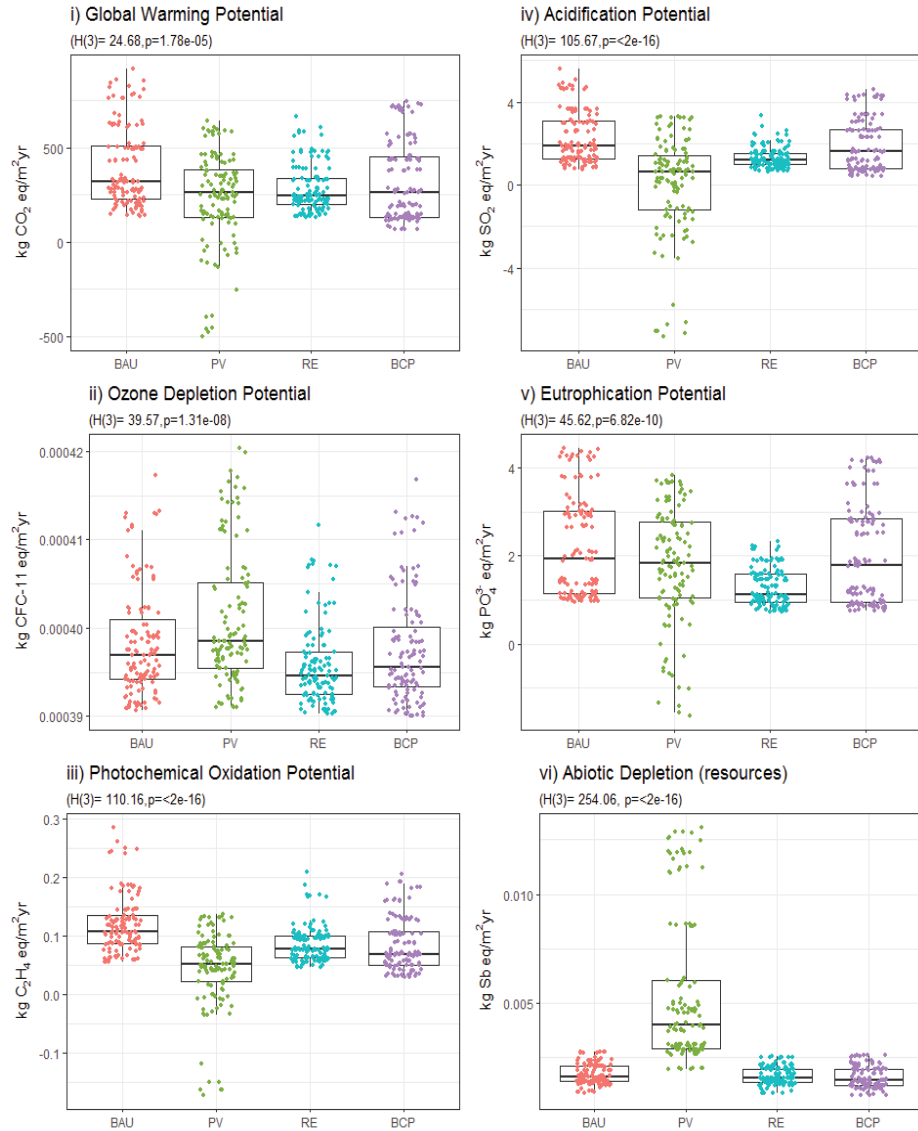 i) Global Warming Potential
(H(3)= 24.68,p=1.78e-05)
kg CO₂ eq/m²yr
500
0
-500
BAU PV RE BCP
iv) Acidification Potential
(H(3)= 105.67,p=<2e-16)
kg SO₂ eq/m²yr
4
0
-4
BAU PV RE BCP
ii) Ozone Depletion Potential
(H(3)= 39.57,p=1.31e-08)
kg CFC-11 eq/m²yr
0.00042
0.00041
0.00040
0.00039
BAU PV RE BCP
v) Eutrophication Potential
(H(3)= 45.62,p=6.82e-10)
kg PO₄³⁻ eq/m²yr
4
2
0
BAU PV RE BCP
iii) Photochemical Oxidation Potential
(H(3)= 110.16,p=<2e-16)
kg C₂H₄ eq/m²yr
0.3
0.2
0.1
0.0
-0.1
BAU PV RE BCP
vi) Abiotic Depletion (resources)
(H(3)= 254.06, p=<2e-16)
kg Sb eq/m²yr
0.010
0.005
BAU PV RE BCP